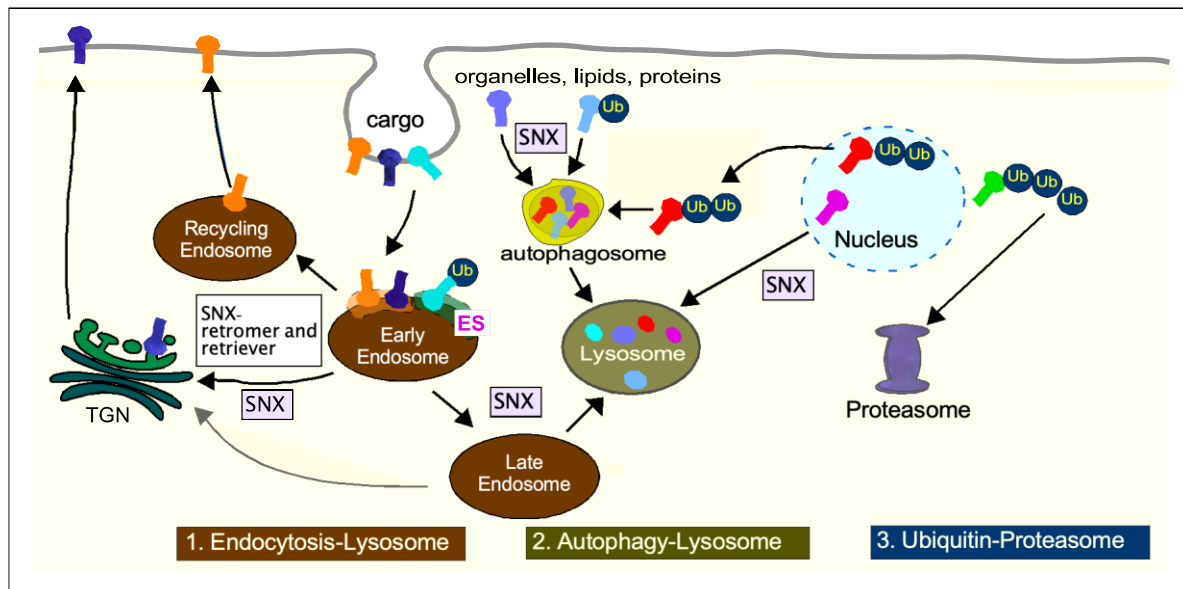 organelles, lipids, proteins
Ub
cargo
SNX
Ub Ub
Ub Ub Ub
Ub Ub
Recycling
Endosome
autophagosome
Nucleus
Ub
SNX
SNX-
retromer and
retriever
ES
Early
Endosome
Lysosome
TGN
SNX
SNX
Proteasome
Late
Endosome
1. Endocytosis-Lysosome
2. Autophagy-Lysosome
3. Ubiquitin-Proteasome